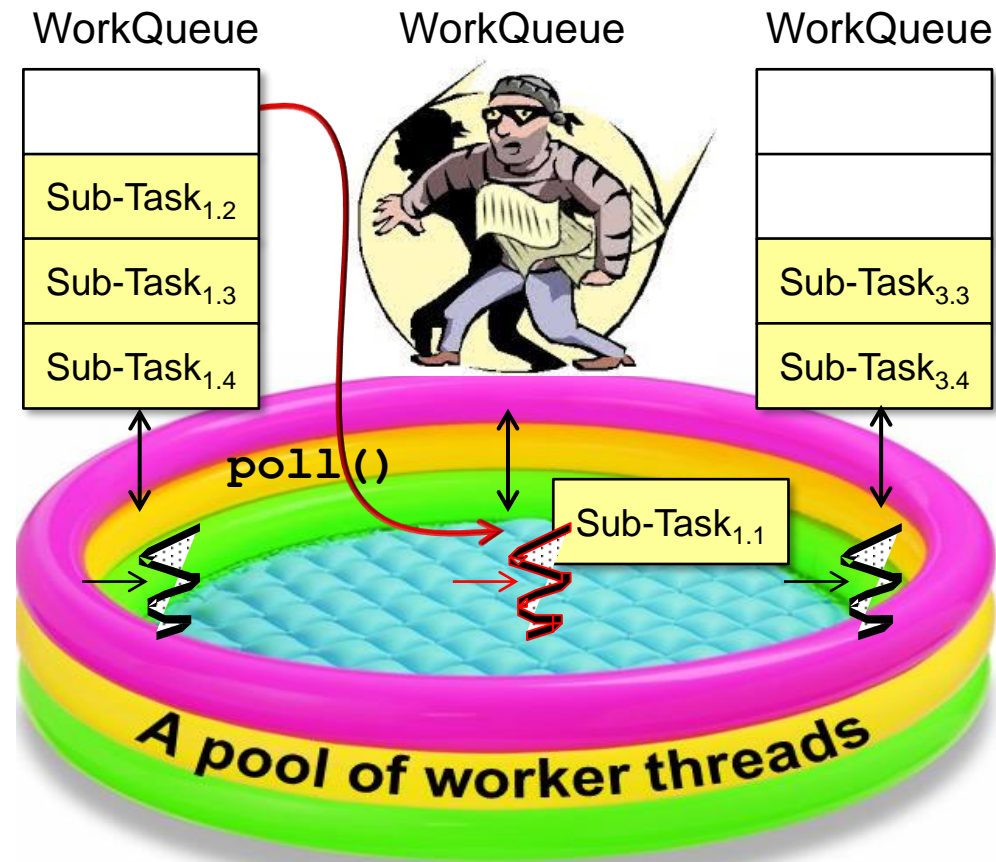 WorkQueue WorkQueue WorkQueue
Sub-Task1.2
Sub-Task1.3 Sub-Task3.3
Sub-Task1.4 Sub-Task3.4
poll()
Sub-Task1.1
A pool of worker threads